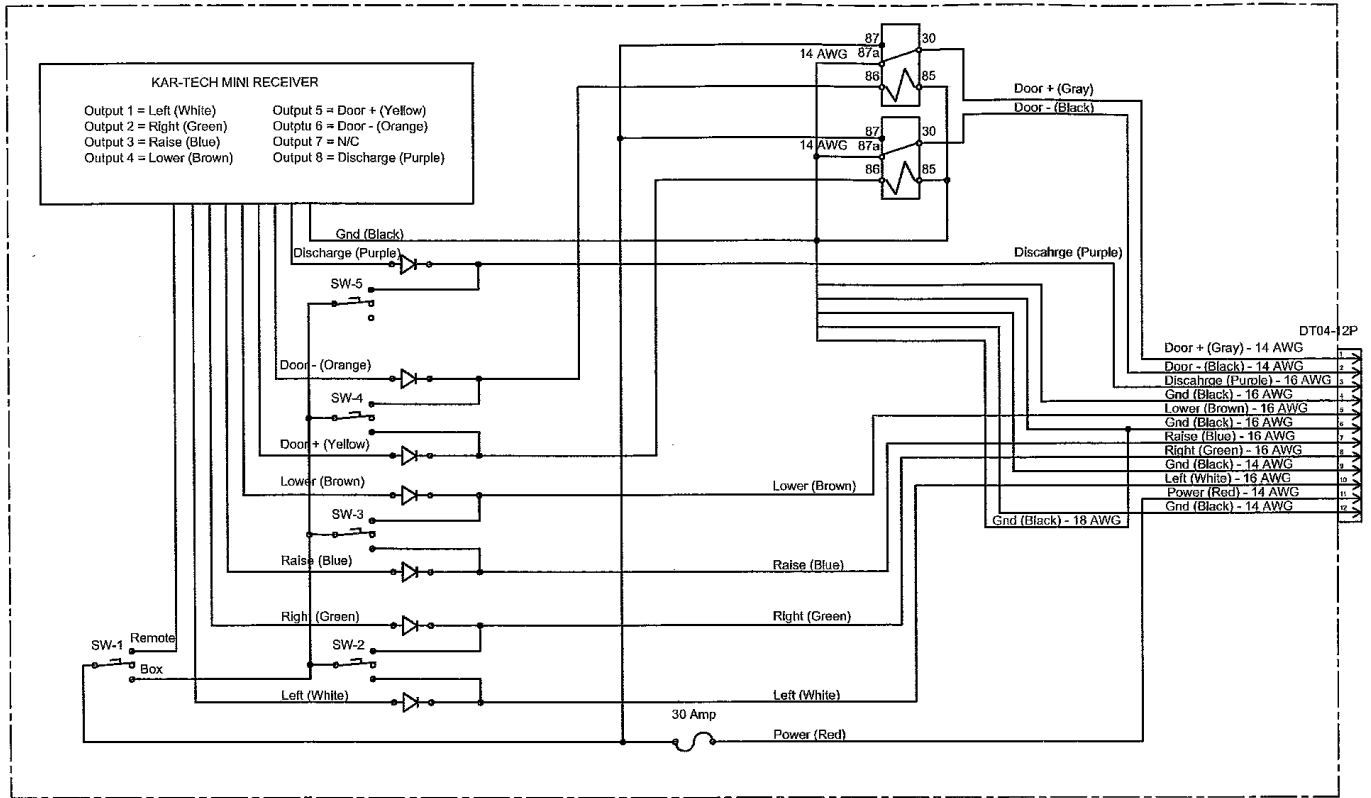 KAR-TECH MINI RECEIVER
Output 1 = Left (White)
Output 2 = Right (Green)
Output 3 = Raise (Blue)
Output 4 = Lower (Brown)
Output 5 = Door + (Yellow)
Outptu 6 = Door - (Orange)
Output 7 = N/C
Output 8 = Discharge (Purple)
87
30
14 AWG 87a
86
85
87
30
14 AWG 87a
86
85
Door + (Gray)
Door - (Black)
Gnd (Black)
Discharge (Purple)
Discahrge (Purple)
SW-5
Door - (Orange)
SW-4
Door + (Yellow)
Lower (Brown)
Lower (Brown)
SW-3
Raise (Blue)
Raise (Blue)
Right (Green)
Right (Green)
SW-1
Remote
Box
SW-2
Left (White)
Left (White)
30 Amp
Power (Red)
DT04-12P
Door + (Gray) - 14 AWG 1
Door - (Black) - 14 AWG 2
Discahrge (Purple) - 16 AWG 3
Gnd (Black) - 16 AWG 4
Lower (Brown) - 16 AWG 5
Gnd (Black) - 16 AWG 6
Raise (Blue) - 16 AWG 7
Right (Green) - 16 AWG 8
Gnd (Black) - 14 AWG 9
Left (White) - 16 AWG 10
Power (Red) - 14 AWG 11
Gnd (Black) - 14 AWG 12
Gnd (Black) - 18 AWG